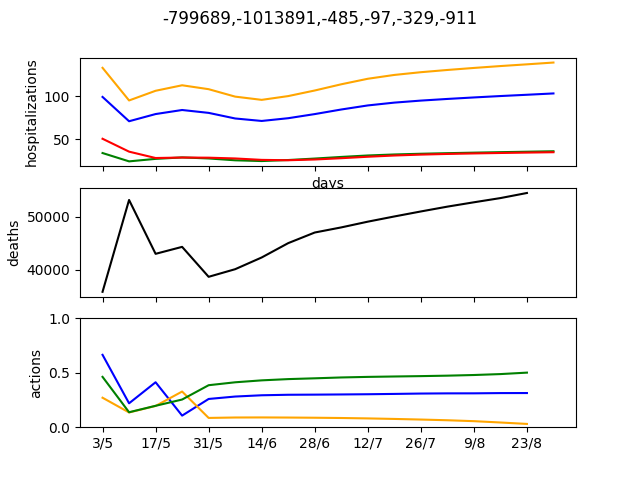 -799689,-1013891,-485,-97,-329,-911
hospitalizations
100
50
days
deaths
50000
40000
actions
1.0
0.5
0.0
3/5 17/5 31/5 14/6 28/6 12/7 26/7 9/8 23/8